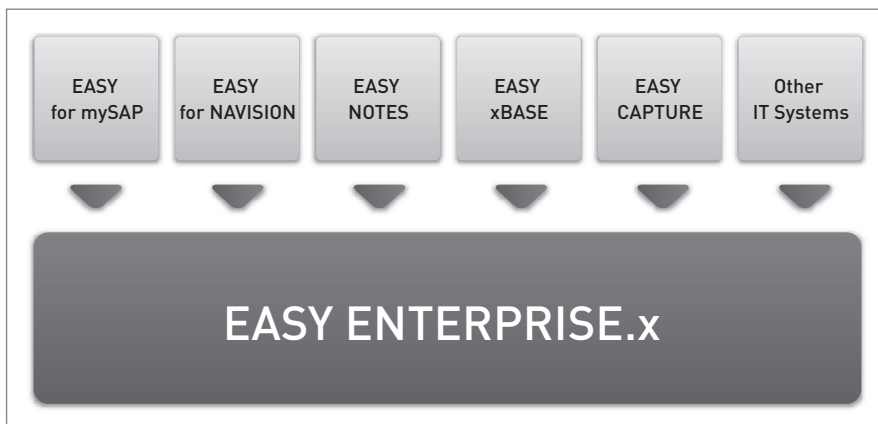 EASY
for mySAP
EASY
for NAVISION
EASY
NOTES
EASY
xBASE
EASY
CAPTURE
Other
IT Systems
EASY ENTERPRISE.x